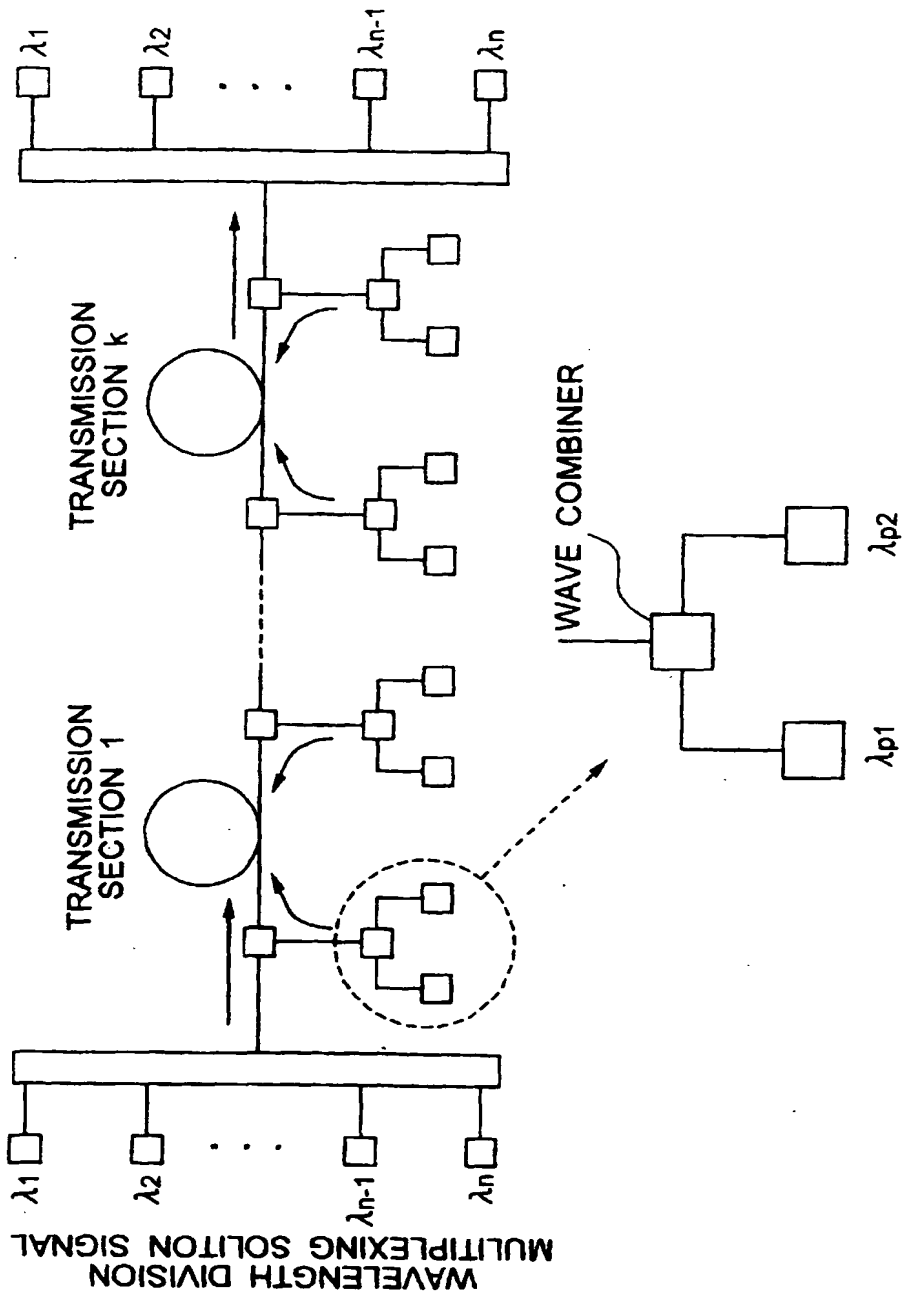 WAVELENGTH DIVISION
MULITIPLEXING SOLITON SIGNAL
λ1
λ2
. . .
λn-1
λn
TRANSMISSION
SECTION 1
TRANSMISSION
SECTION k
λ1
λ2
. . .
λn-1
λn
WAVE COMBINER
λp1
λp2